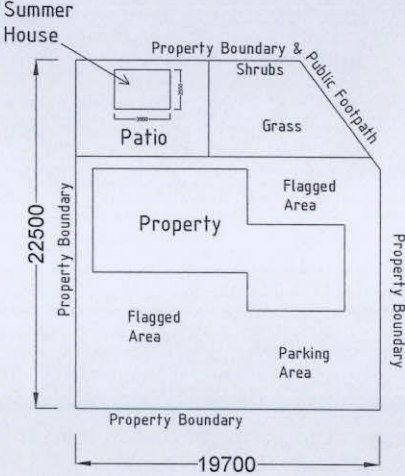 Summer
House
Property Boundary & Public Footpath
Shrubs
Grass
Patio
Flagged
Area
Property
22500
Property Boundary
Property Boundary
Flagged
Area
Parking
Area
Property Boundary
19700